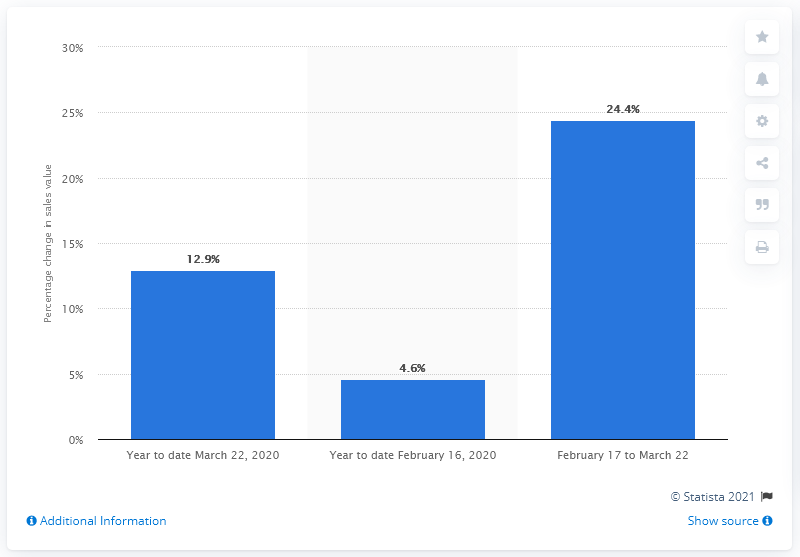 30%
25%
20%
15%
10%
5%
0%
Percentage change in sales value
12.9%
4.6%
24.4%
Year to date March 22, 2020
Year to date February 16, 2020
February 17 to March 22
© Statista 2021
Additional Information
Show source